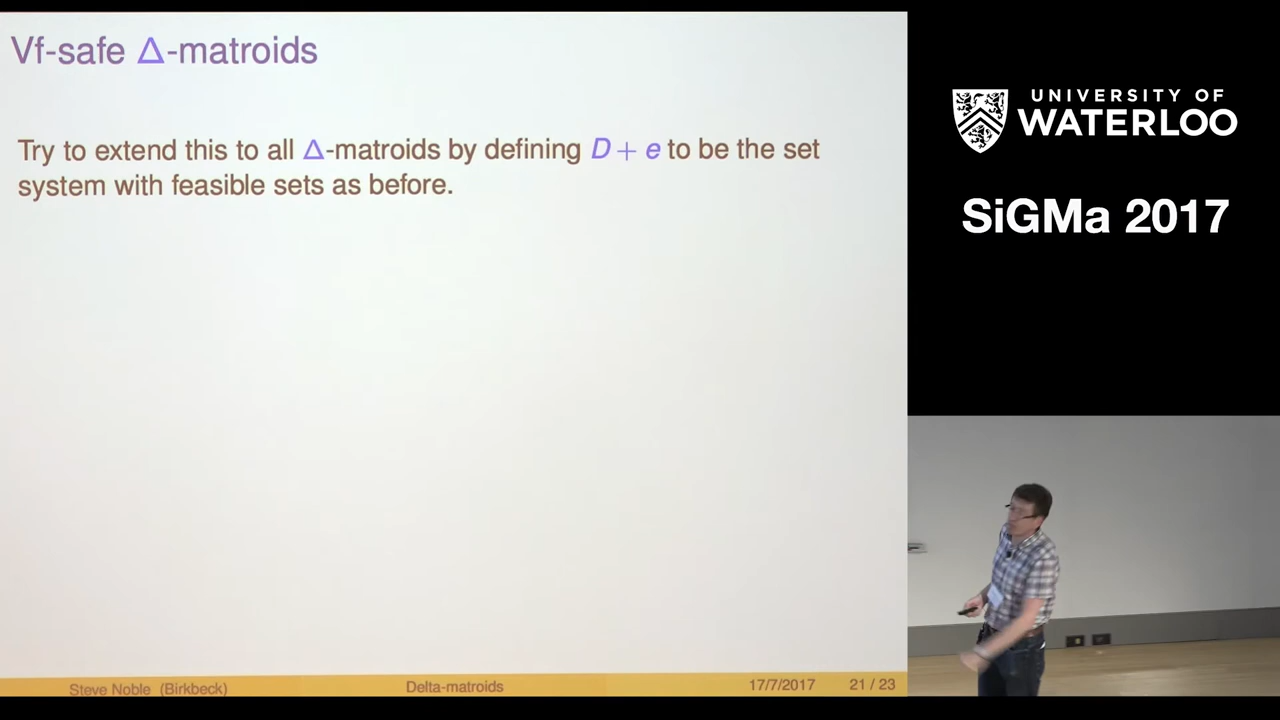 Vf-safe Δ-matroids
Try to extend this to all Δ-matroids by defining D + e to be the set
system with feasible sets as before.
Steve Noble (Birkbeck)
Delta-matroids
17/7/2017
21 / 23
UNIVERSITY OF
WATERLOO
SiGMa 2017